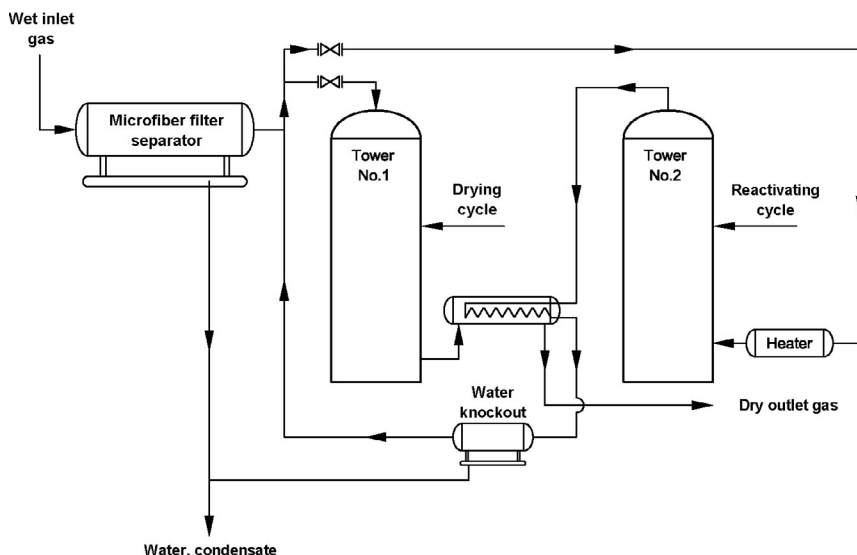 Wet inlet
gas
Microfiber filter
separator
Tower
No.1
Drying
cycle
Tower
No.2
Reactivating
cycle
Heater
Water
knockout
Dry outlet gas
Water, condensate